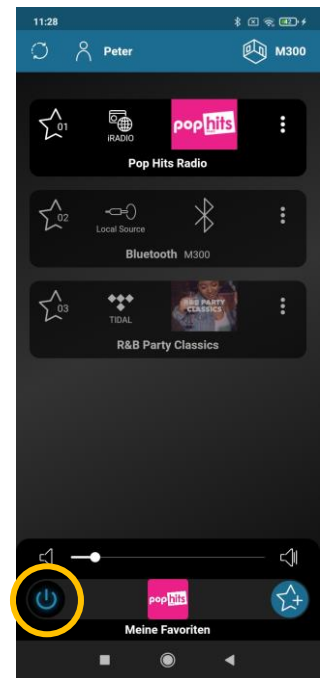 11:28
Peter
M300
01
iRADIO
pop hits
Pop Hits Radio
02
Local Source
Bluetooth M300
03
TIDAL
R&B PARTY
CLASSICS
R&B Party Classics
pop hits
Meine Favoriten